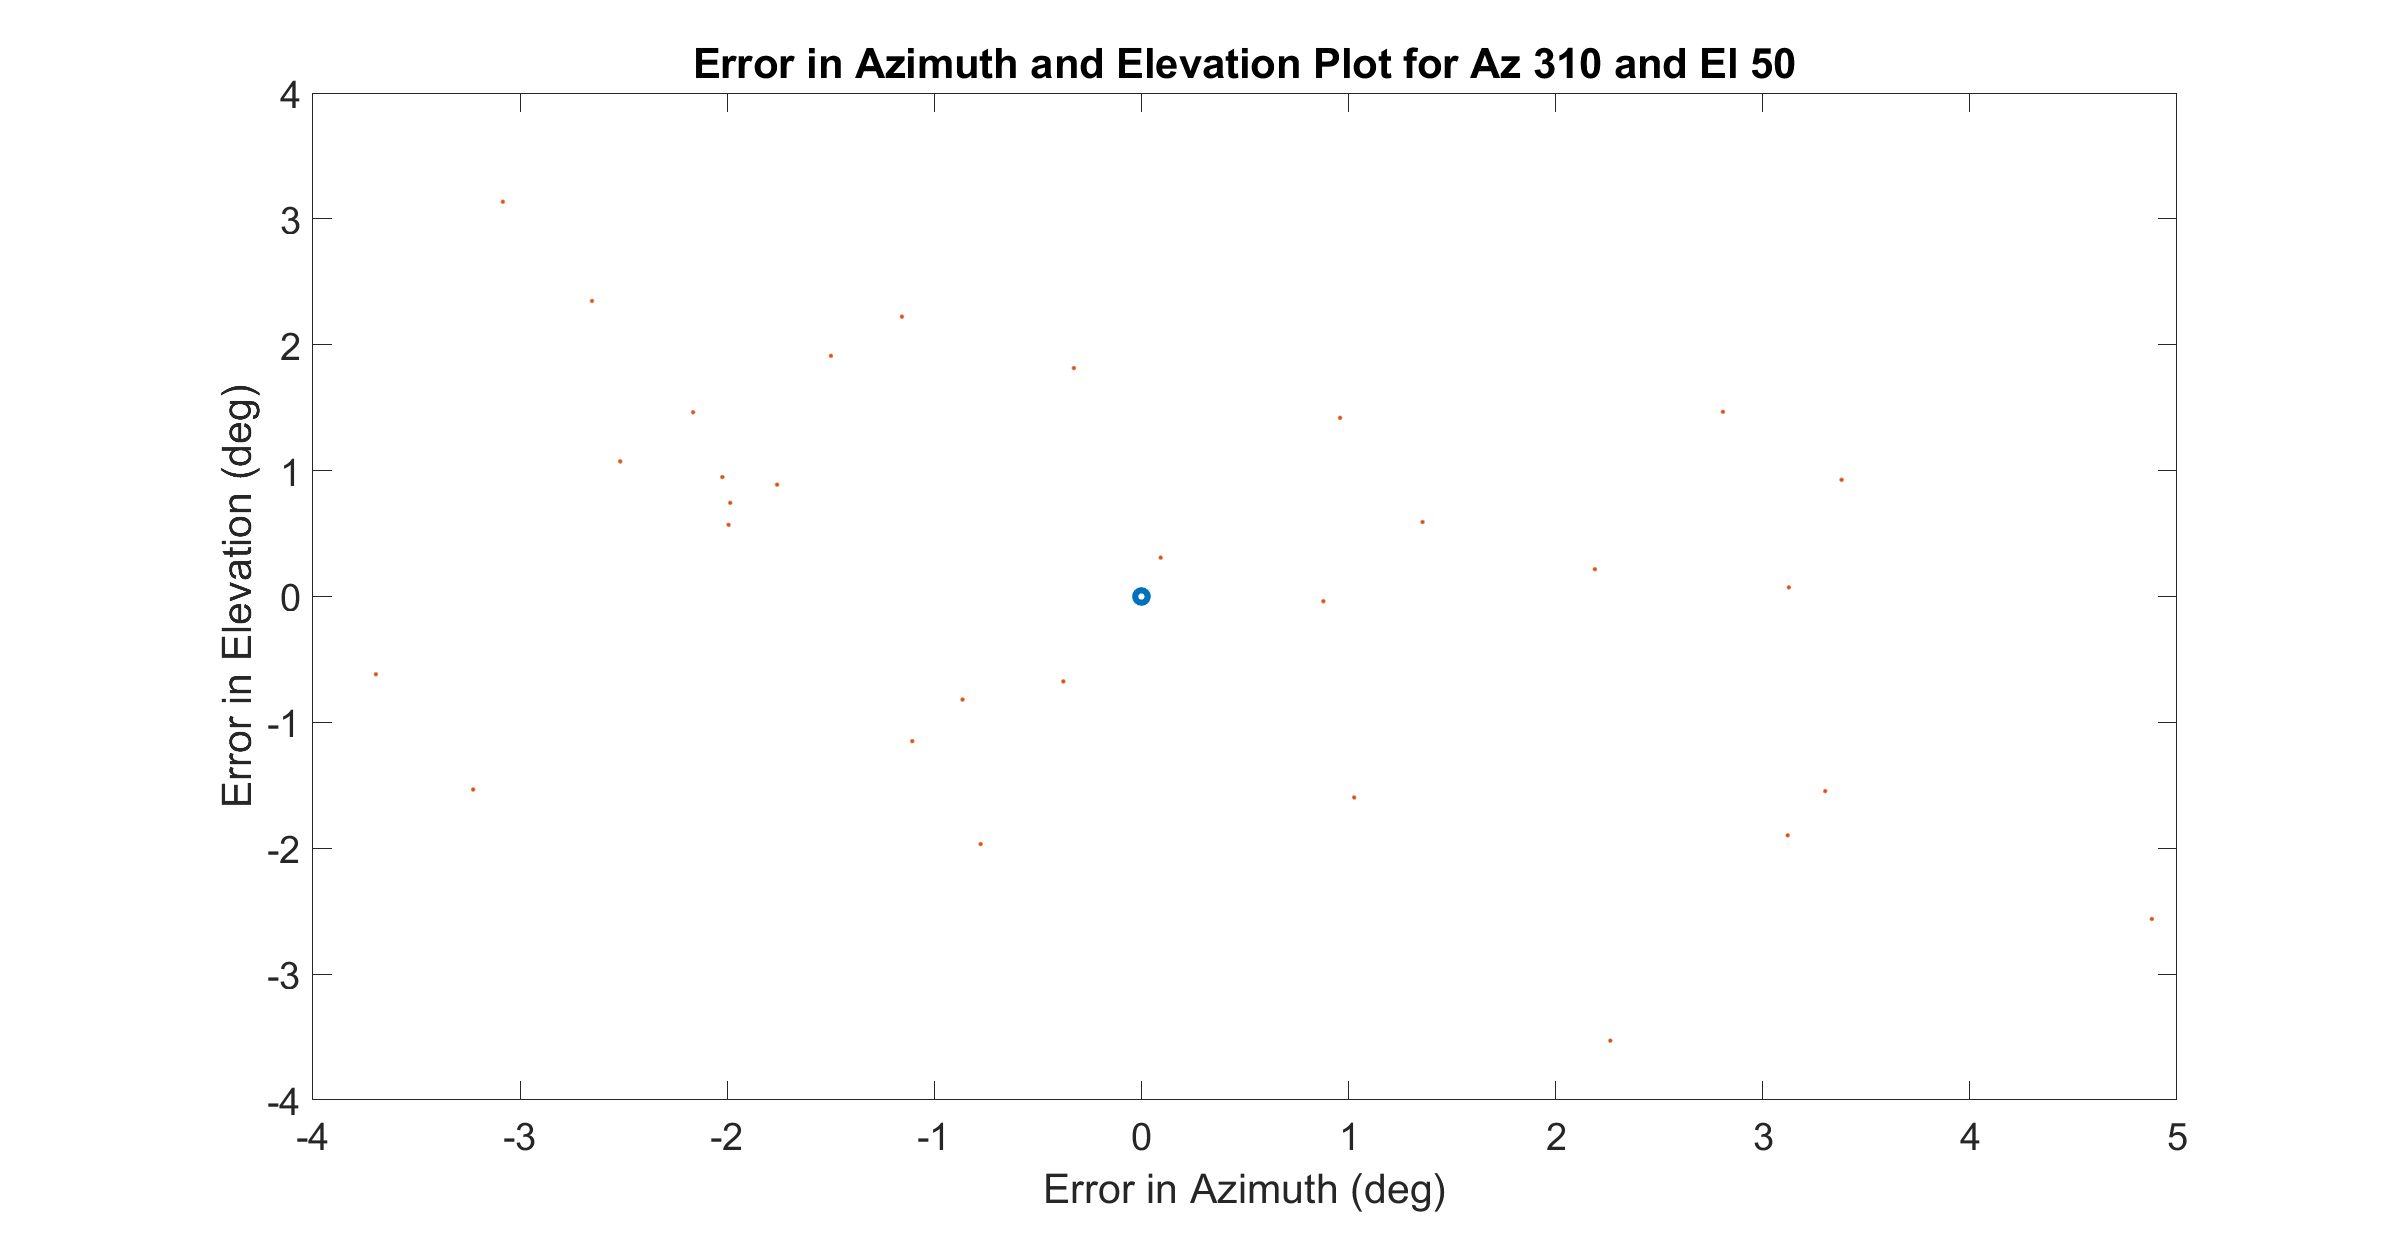 Error in Azimuth and Elevation Plot for Az 310 and El 50
4
3
2
1
0
-1
-2
-3
-4
Error in Elevation (deg)
-4 -3 -2 -1 0 1 2 3 4 5
Error in Azimuth (deg)